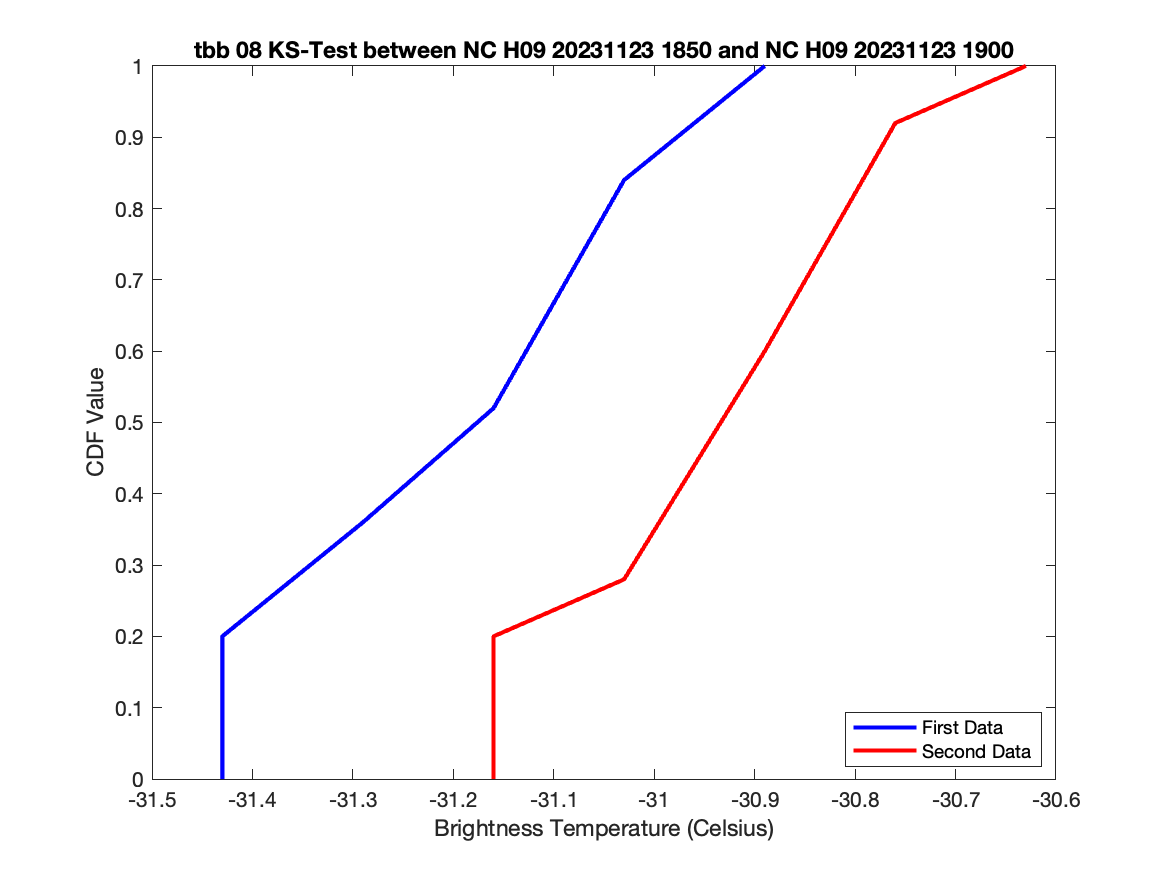 tbb 08 KS-Test between NC H09 20231123 1850 and NC H09 20231123 1900
1
0.9
0.8
0.7
0.6
0.5
0.4
0.3
0.2
0.1
0
CDF Value
First Data
Second Data
-31.5 -31.4 -31.3 -31.2 -31.1 -31 -30.9 -30.8 -30.7 -30.6
Brightness Temperature (Celsius)